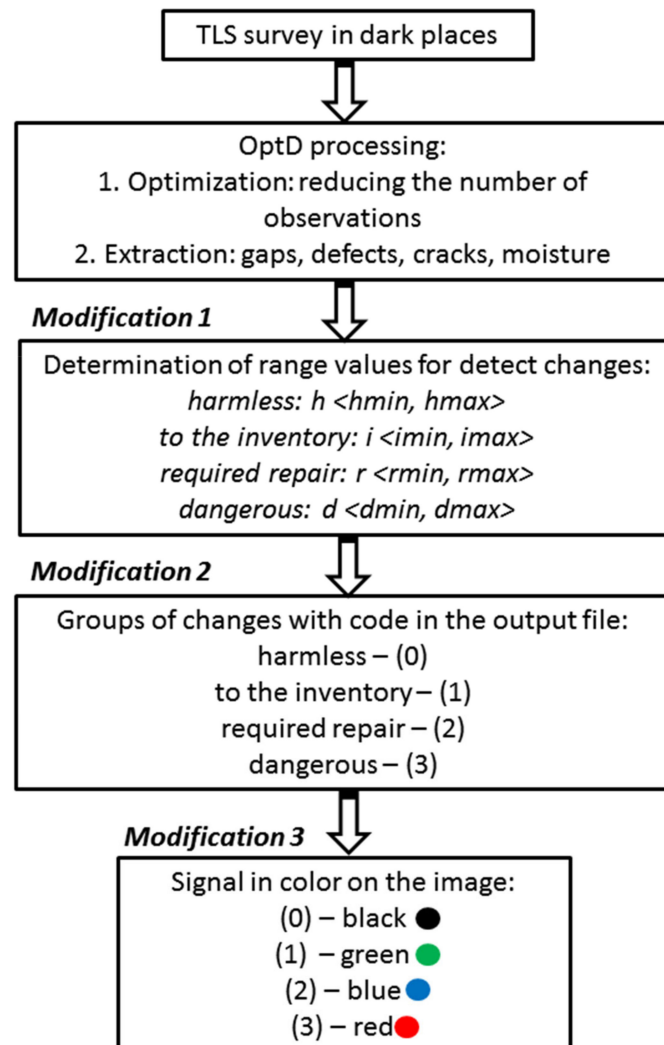 TLS survey in dark places
OptD processing:
1. Optimization: reducing the number of
observations
2. Extraction: gaps, defects, cracks, moisture
Modification 1
Determination of range values for detect changes:
harmless: h <hmin, hmax>
to the inventory: i <imin, imax>
required repair: r <rmin, rmax>
dangerous: d <dmin, dmax>
Modification 2
Groups of changes with code in the output file:
harmless – (0)
to the inventory – (1)
required repair – (2)
dangerous – (3)
Modification 3
Signal in color on the image:
(0) – black
(1) – green
(2) – blue
(3) – red